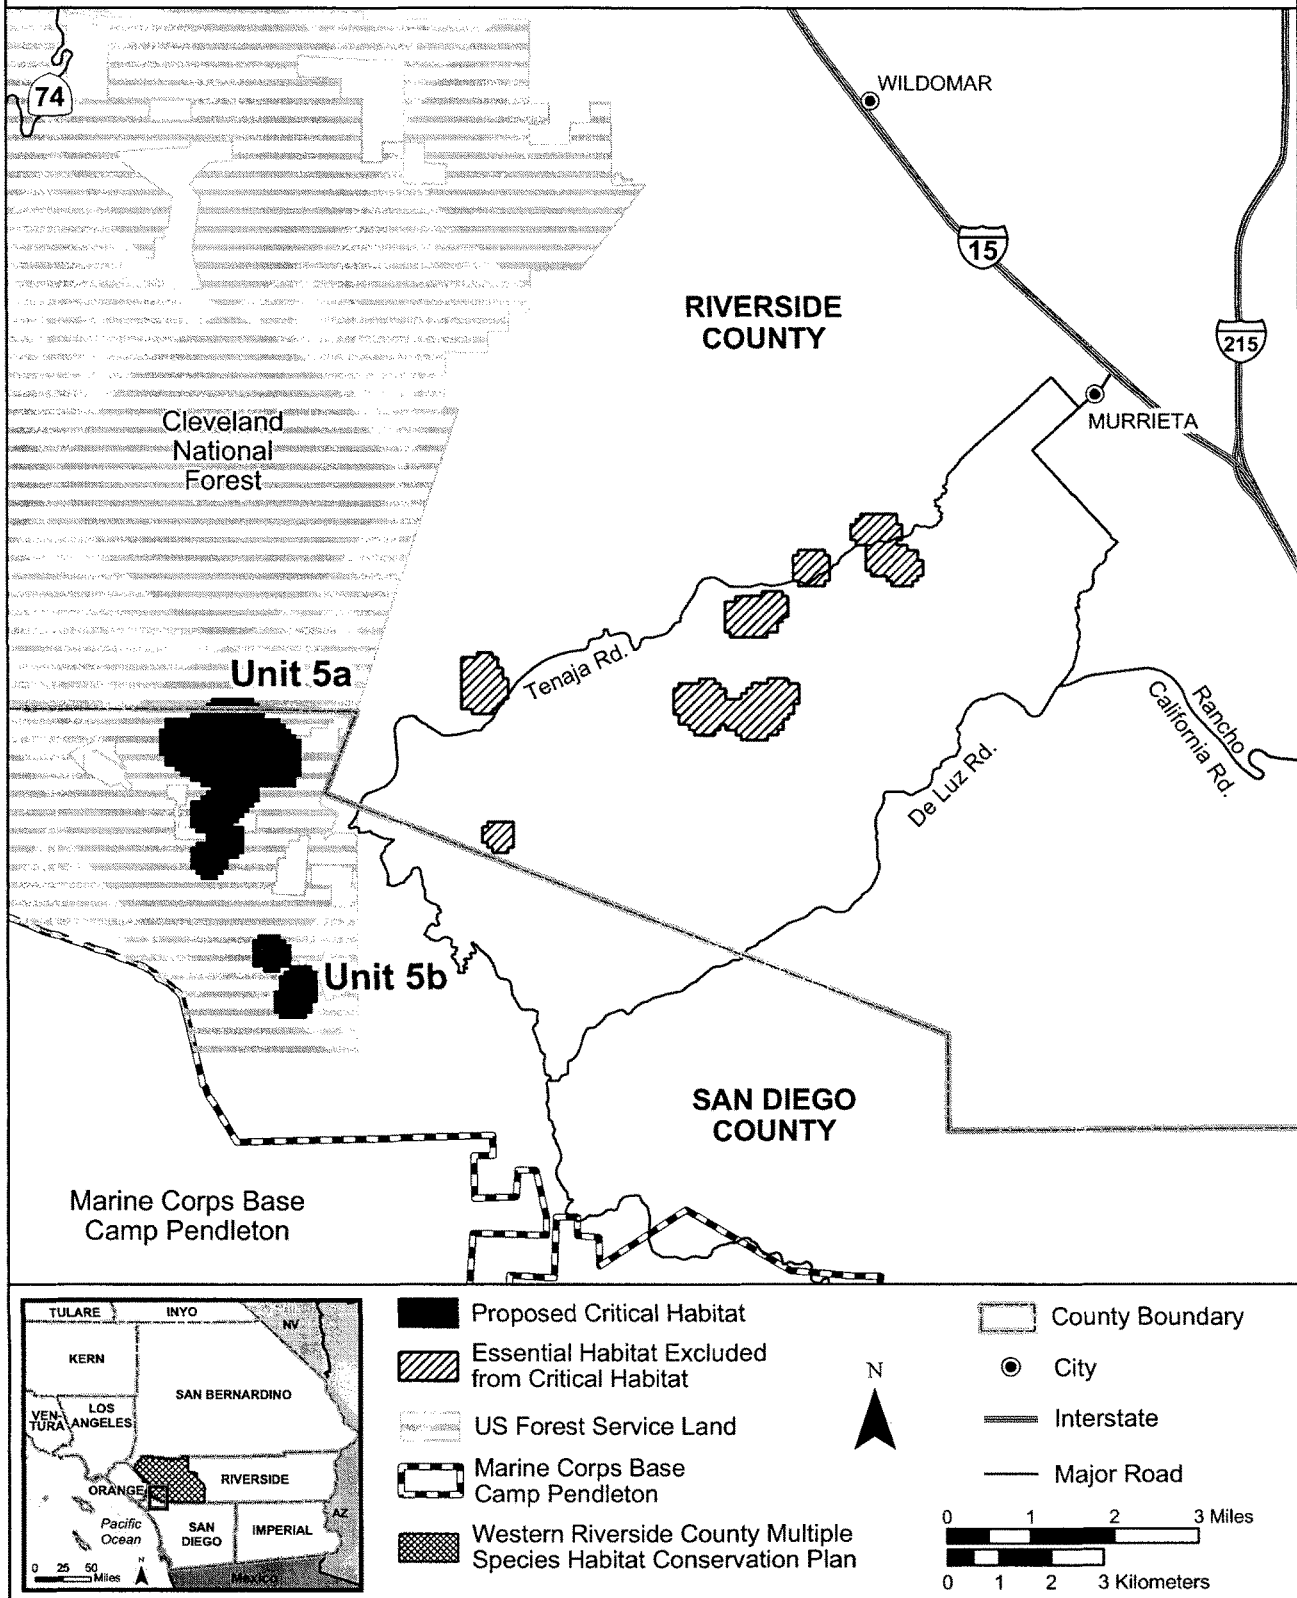 74
WILDOMAR
15
RIVERSIDE
COUNTY
215
MURRIETA
Cleveland
National
Forest
Unit 5a
Tenaja Rd.
Rancho
California Rd.
De Luz Rd.
Unit 5b
SAN DIEGO
COUNTY
Marine Corps Base
Camp Pendleton
TULARE
INYO
NV
KERN
SAN BERNARDINO
VEN-
TURA
LOS
ANGELES
ORANGE
RIVERSIDE
AZ
Pacific
Ocean
SAN
DIEGO
IMPERIAL
Mexico
0 25 50
Miles
N
Proposed Critical Habitat
Essential Habitat Excluded
from Critical Habitat
US Forest Service Land
Marine Corps Base
Camp Pendleton
Western Riverside County Multiple
Species Habitat Conservation Plan
N
County Boundary
City
Interstate
Major Road
0 1 2 3 Miles
0 1 2 3 Kilometers